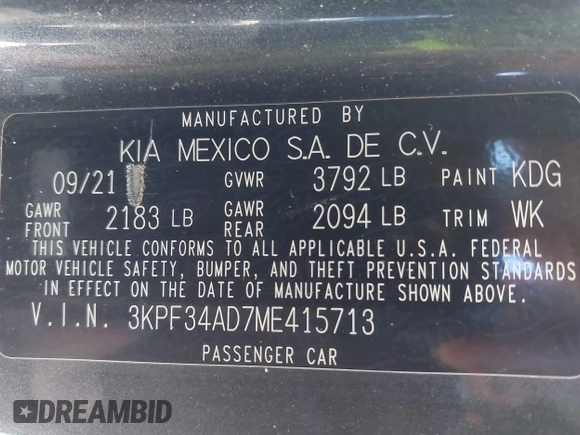 MANUFACTURED BY
KIA MEXICO S.A. DE C.V.
09/21 GVWR 3792 LB PAINT KDG
GAWR FRONT 2183 LB GAWR REAR 2094 LB TRIM WK
THIS VEHICLE CONFORMS TO ALL APPLICABLE U.S.A. FEDERAL
MOTOR VEHICLE SAFETY, BUMPER, AND THEFT PREVENTION STANDARDS
IN EFFECT ON THE DATE OF MANUFACTURE SHOWN ABOVE.
V.I.N. 3KPF34AD7ME415713
PASSENGER CAR
DREAMBID